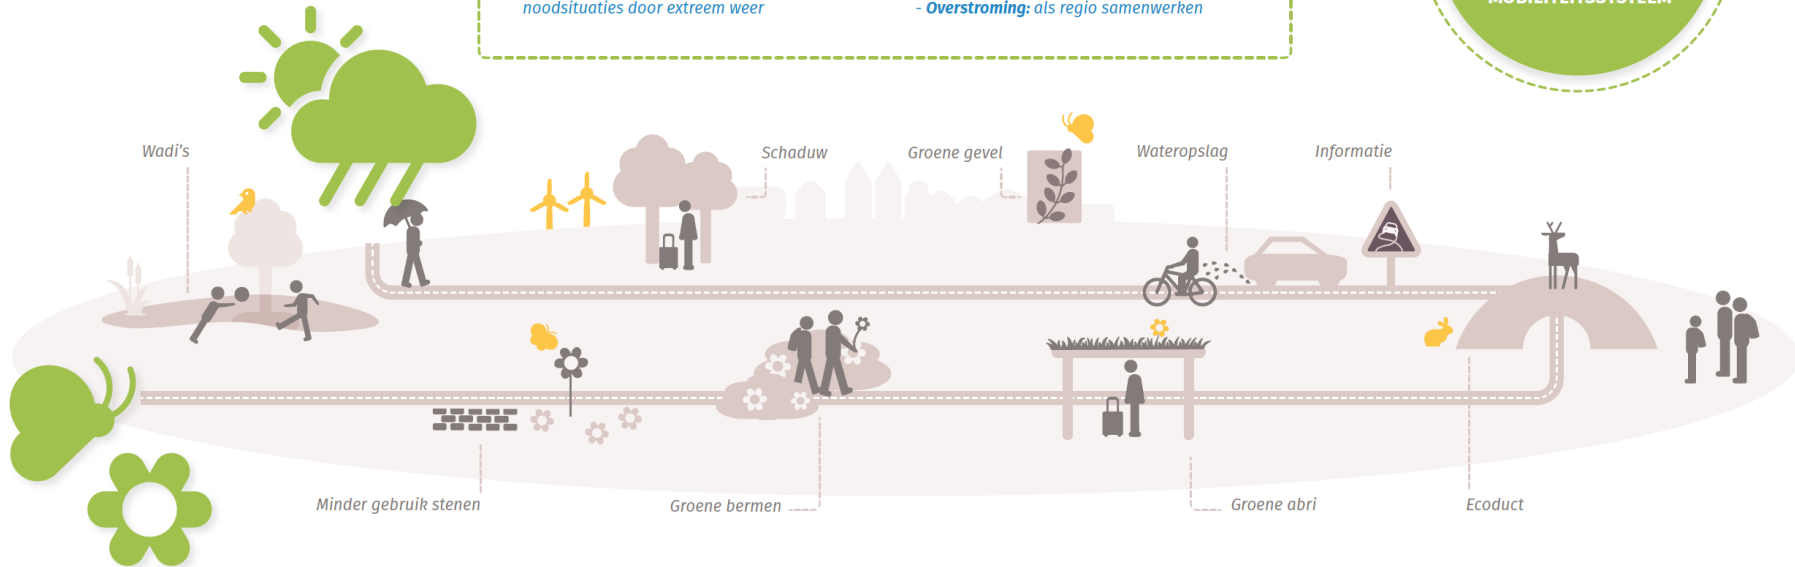 noodsituaties door extreem weer
- Overstroming: als regio samenwerken
MOBILITEITSSYSTEEM
Wadi's
Schaduw
Groene gevel
Wateropslag
Informatie
Minder gebruik stenen
Groene bermen
Groene abri
Ecoduct